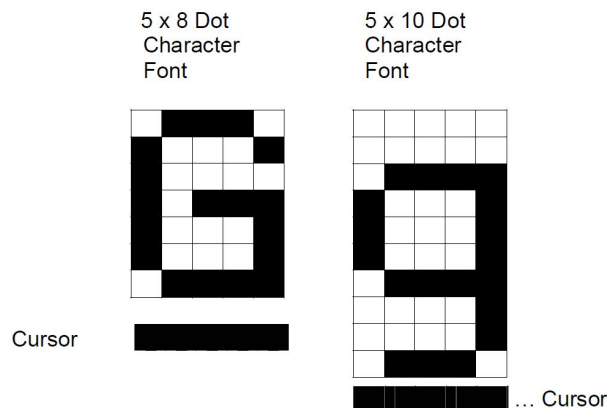 5 x 8 Dot
Character
Font
5 x 10 Dot
Character
Font
G
g
Cursor
... Cursor